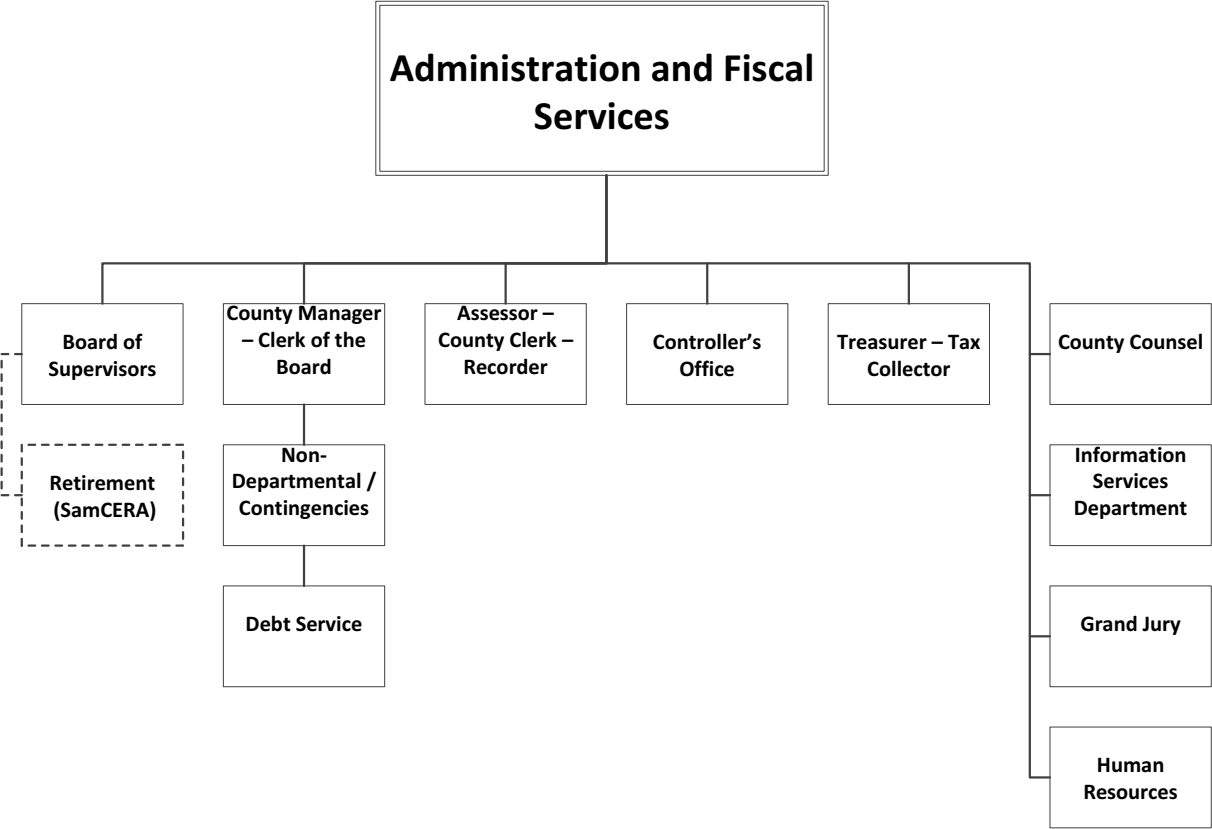 Administration and Fiscal
Services
Board of
Supervisors
County Manager
– Clerk of the
Board
Assessor –
County Clerk –
Recorder
Controller’s
Office
Treasurer – Tax
Collector
County Counsel
Retirement
(SamCERA)
Non-
Departmental /
Contingencies
Information
Services
Department
Debt Service
Grand Jury
Human
Resources